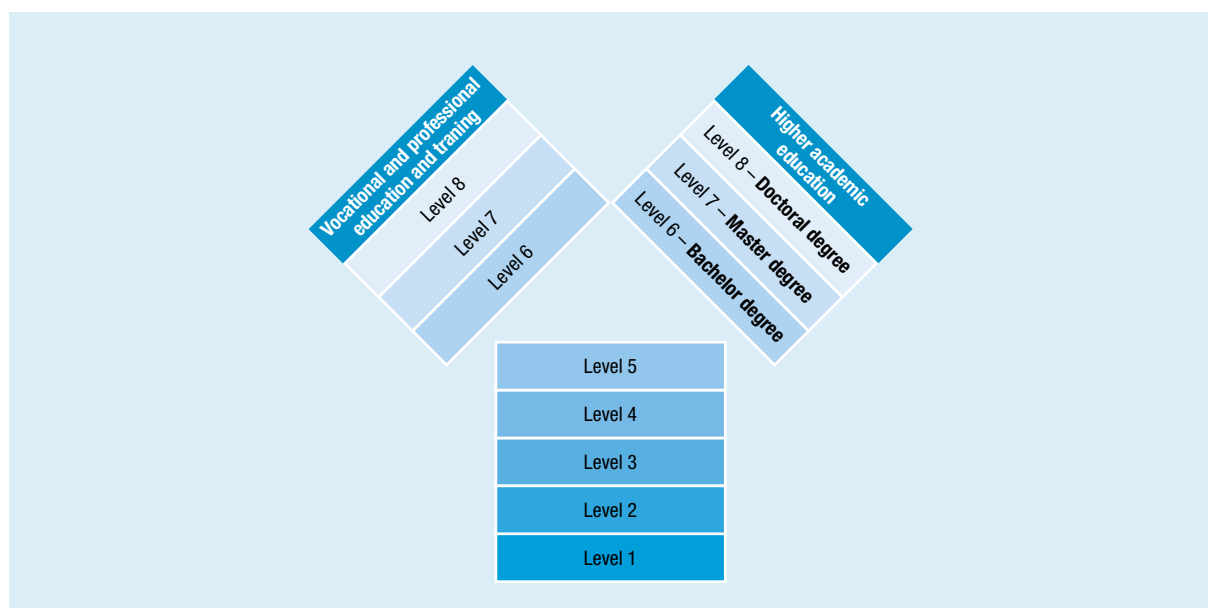 Vocational and professional
education and traning
Level 8
Level 7
Level 6
Higher academic
education
Level 8 – Doctoral degree
Level 7 – Master degree
Level 6 – Bachelor degree
Level 5
Level 4
Level 3
Level 2
Level 1